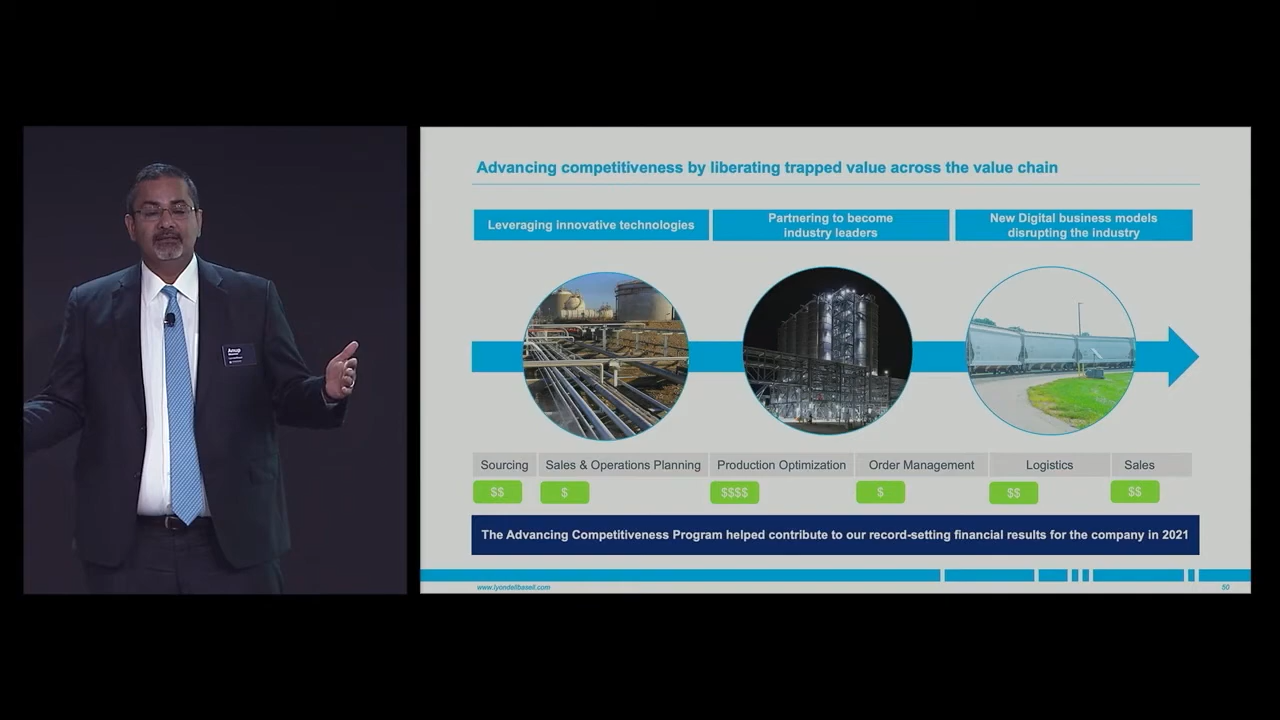 Anup
Advancing competitiveness by liberating trapped value across the value chain
Leveraging innovative technologies
Partnering to become
industry leaders
New Digital business models
disrupting the industry
Sourcing
Sales & Operations Planning
Production Optimization
Order Management
Logistics
Sales
$$
$
$$$$
$
$$
$$
The Advancing Competitiveness Program helped contribute to our record-setting financial results for the company in 2021
www.lyondellbasell.com
50